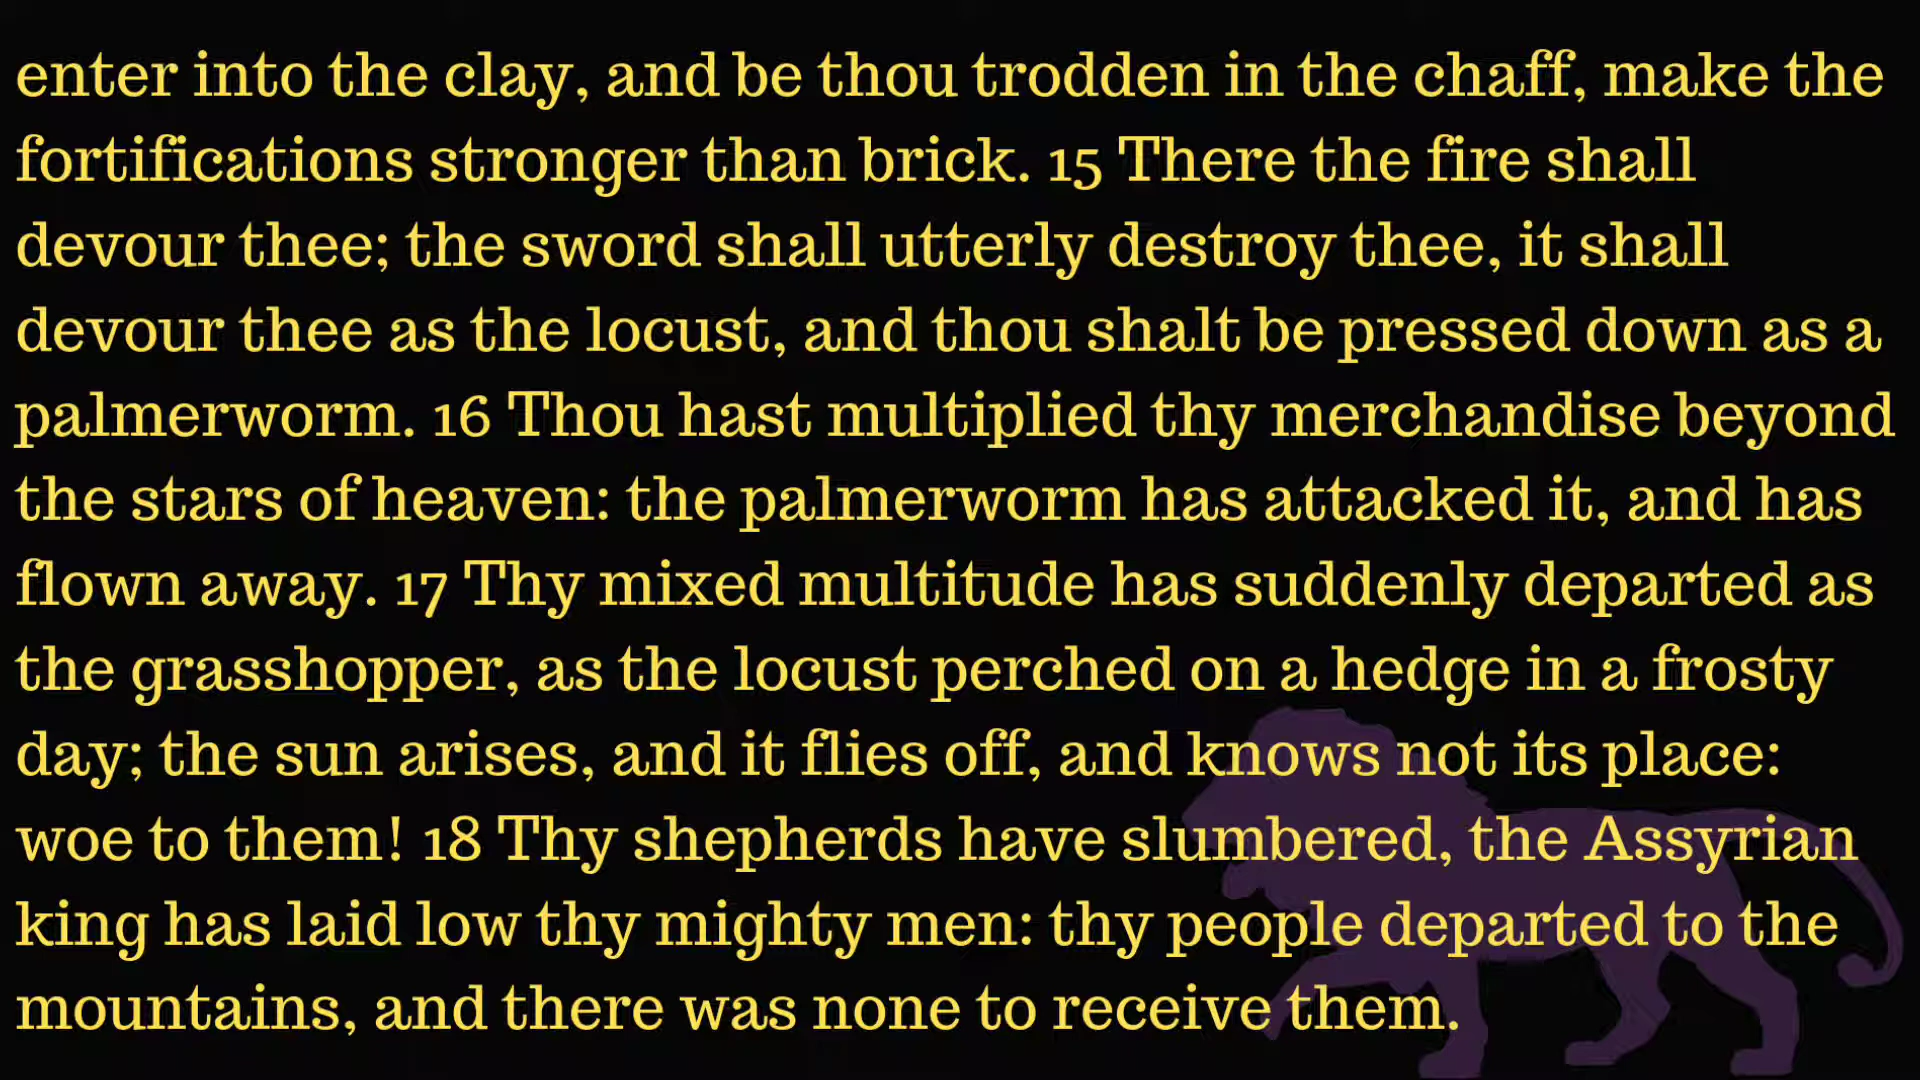 enter into the clay, and be thou trodden in the chaff, make the
fortifications stronger than brick. 15 There the fire shall
devour thee; the sword shall utterly destroy thee, it shall
devour thee as the locust, and thou shalt be pressed down as a
palmerworm. 16 Thou hast multiplied thy merchandise beyond
the stars of heaven: the palmerworm has attacked it, and has
flown away. 17 Thy mixed multitude has suddenly departed as
the grasshopper, as the locust perched on a hedge in a frosty
day; the sun arises, and it flies off, and knows not its place:
woe to them! 18 Thy shepherds have slumbered, the Assyrian
king has laid low thy mighty men: thy people departed to the
mountains, and there was none to receive them.